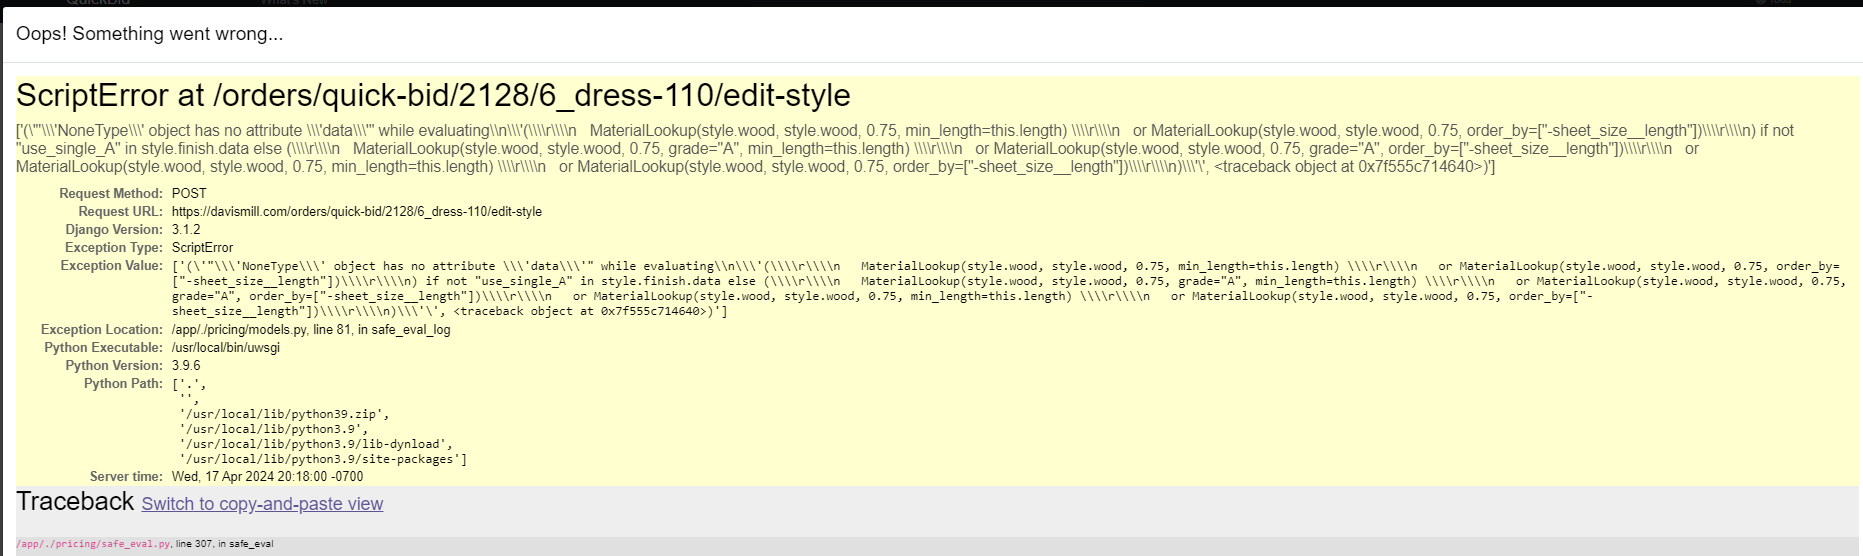 QuickBid What's New
Oops! Something went wrong...
ScriptError at /orders/quick-bid/2128/6_dress-110/edit-style
['(\'"\\\'NoneType\\\' object has no attribute \\\'data\\\'" while evaluating\\n\\\'(\\\\r\\\\n   MaterialLookup(style.wood, style.wood, 0.75, min_length=this.length) \\\\r\\\\n   or MaterialLookup(style.wood, style.wood, 0.75, order_by=["-sheet_size__length"])\\\\r\\\\n) if not
"use_single_A" in style.finish.data else (\\\\r\\\\n   MaterialLookup(style.wood, style.wood, 0.75, grade="A", min_length=this.length) \\\\r\\\\n   or MaterialLookup(style.wood, style.wood, 0.75, grade="A", order_by=["-sheet_size__length"])\\\\r\\\\n   or
MaterialLookup(style.wood, style.wood, 0.75, min_length=this.length) \\\\r\\\\n   or MaterialLookup(style.wood, style.wood, 0.75, order_by=["-sheet_size__length"])\\\\r\\\\n)\\\'\', <traceback object at 0x7f555c714640>)']
Request Method: POST
Request URL: https://davismill.com/orders/quick-bid/2128/6_dress-110/edit-style
Django Version: 3.1.2
Exception Type: ScriptError
Exception Value: ['(\'"\\\'NoneType\\\' object has no attribute \\\'data\\\'" while evaluating\\n\\\'(\\\\r\\\\n   MaterialLookup(style.wood, style.wood, 0.75, min_length=this.length) \\\\r\\\\n   or MaterialLookup(style.wood, style.wood, 0.75, order_by=
["-sheet_size__length"])\\\\r\\\\n) if not "use_single_A" in style.finish.data else (\\\\r\\\\n   MaterialLookup(style.wood, style.wood, 0.75, grade="A", min_length=this.length) \\\\r\\\\n   or MaterialLookup(style.wood, style.wood, 0.75,
grade="A", order_by=["-sheet_size__length"])\\\\r\\\\n   or MaterialLookup(style.wood, style.wood, 0.75, min_length=this.length) \\\\r\\\\n   or MaterialLookup(style.wood, style.wood, 0.75, order_by=["-
sheet_size__length"])\\\\r\\\\n)\\\'\', <traceback object at 0x7f555c714640>)']
Exception Location: /app/./pricing/models.py, line 81, in safe_eval_log
Python Executable: /usr/local/bin/uwsgi
Python Version: 3.9.6
Python Path: ['.',
'',
'/usr/local/lib/python39.zip',
'/usr/local/lib/python3.9',
'/usr/local/lib/python3.9/lib-dynload',
'/usr/local/lib/python3.9/site-packages']
Server time: Wed, 17 Apr 2024 20:18:00 -0700
Traceback Switch to copy-and-paste view
/app/./pricing/safe_eval.py, line 307, in safe_eval